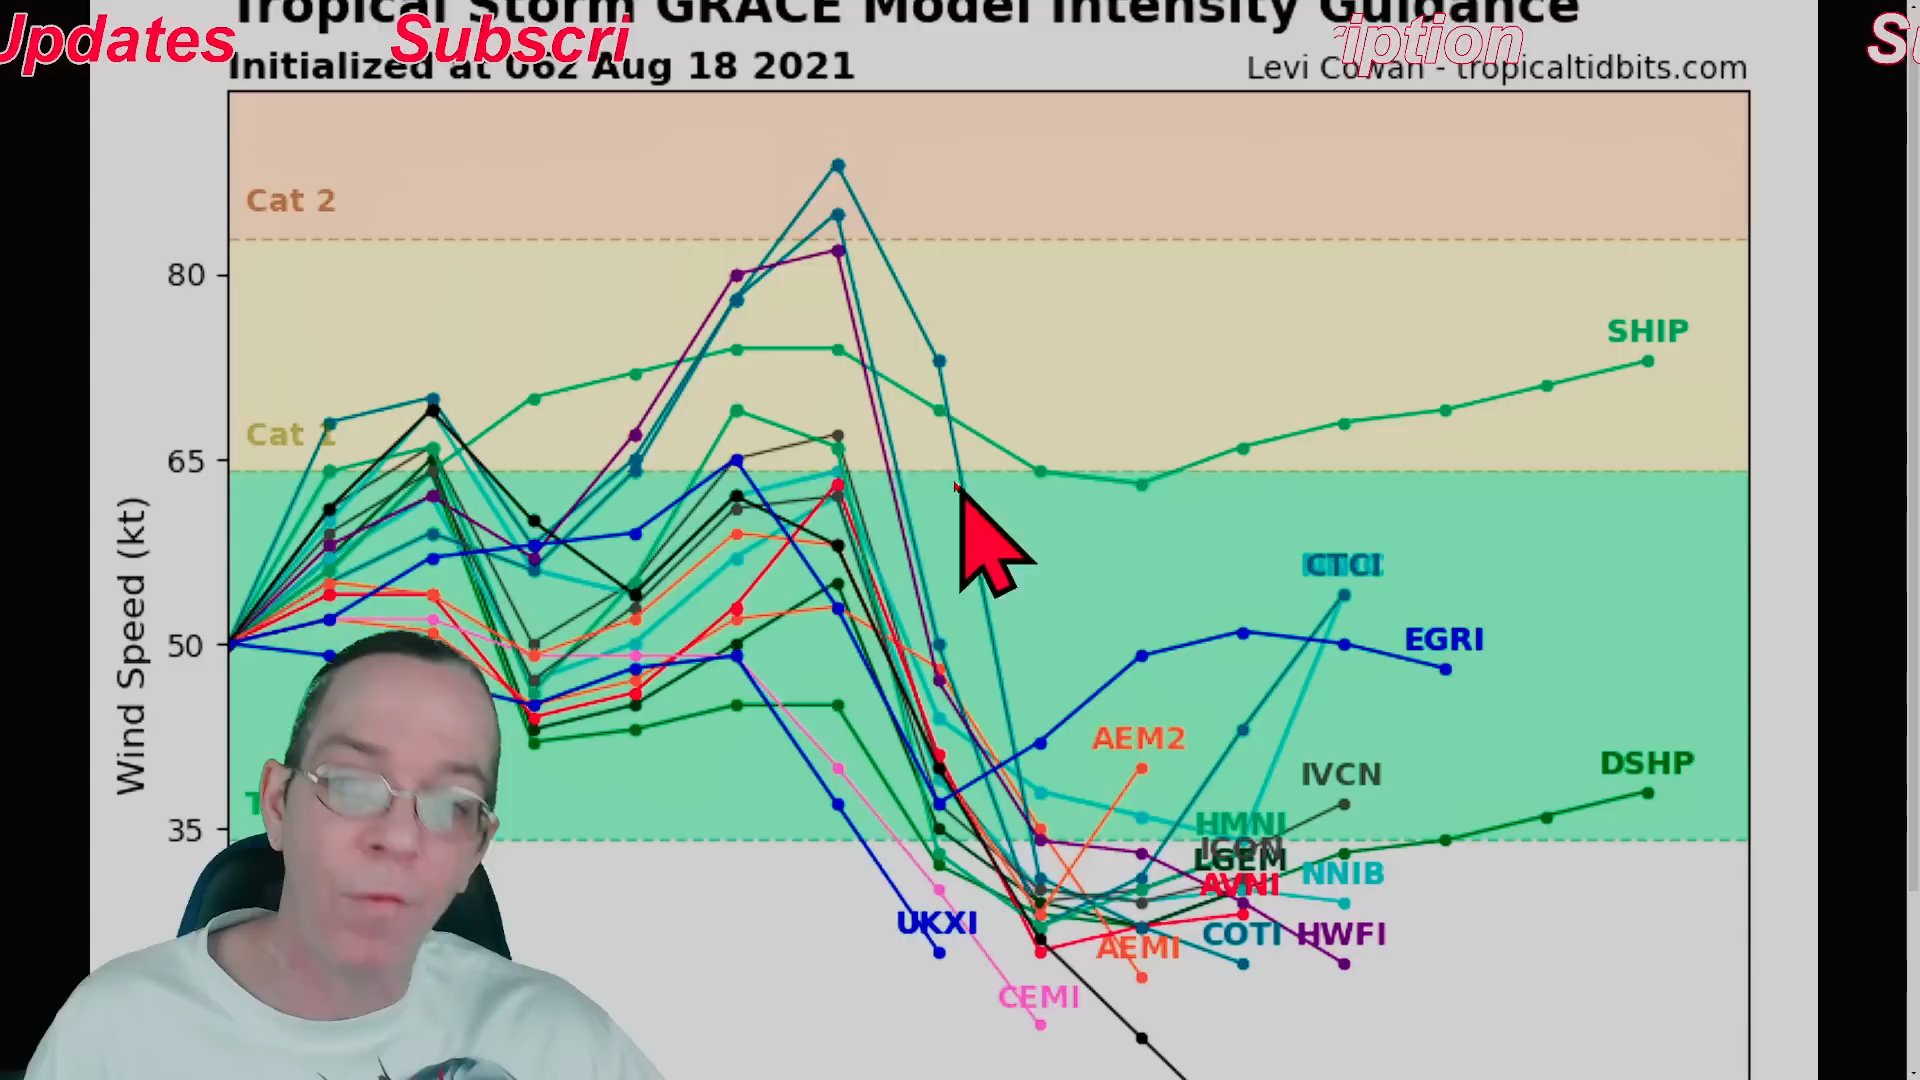 Tropical Storm GRACE Model Intensity Guidance
Updates Subscri iption
Initialized at 06z Aug 18 2021
Levi Cowan - tropicaltidbits.com
Cat 2
80
SHIP
Cat 1
65
CTCI
Wind Speed (kt)
50
EGRI
AEM2
IVCN
DSHP
35
HMNI
ICON
LGEM
AVNI
NNIB
UKXI
COTI
HWFI
AEMI
CEMI